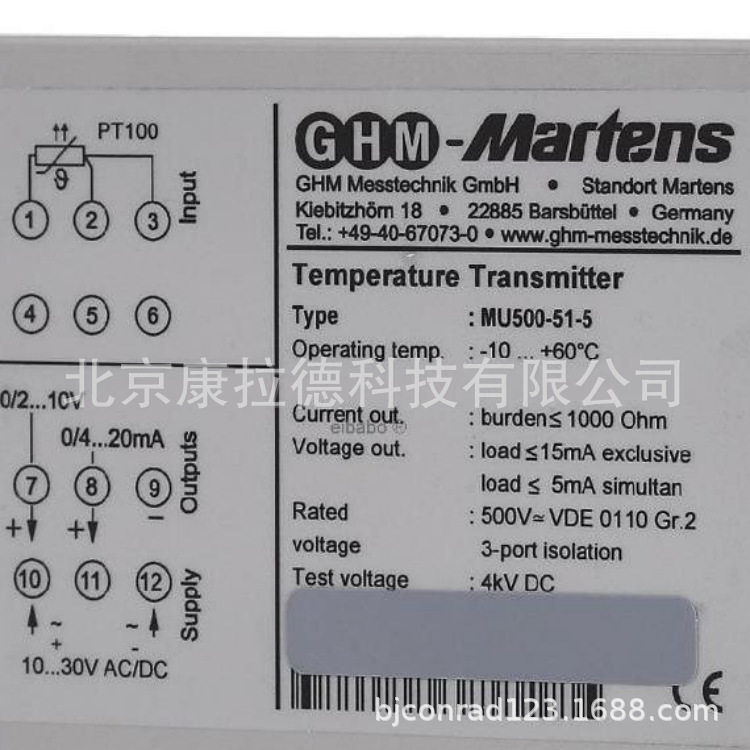 PT100
ϑ
1 2 3
Input
4 5 6
0/2...10V
0/4...20mA
7 8 9
Outputs
+ + −
10 11 12
Supply
~ ~
+ -
10...30V AC/DC
GHM-Martens
GHM Messtechnik GmbH • Standort Martens
Kiebitzhörn 18 • 22885 Barsbüttel • Germany
Tel.: +49-40-67073-0 • www.ghm-messtechnik.de
Temperature Transmitter
Type : MU500-51-5
Operating temp. : -10 ... +60°C
北京康拉德科技有限公司
Current out. : burden≤ 1000 Ohm
eibabo ®
Voltage out. : load ≤15mA exclusive
load ≤ 5mA simultan
Rated : 500V≃ VDE 0110 Gr.2
voltage 3-port isolation
Test voltage : 4kV DC
CE
bjconrad123.1688.com